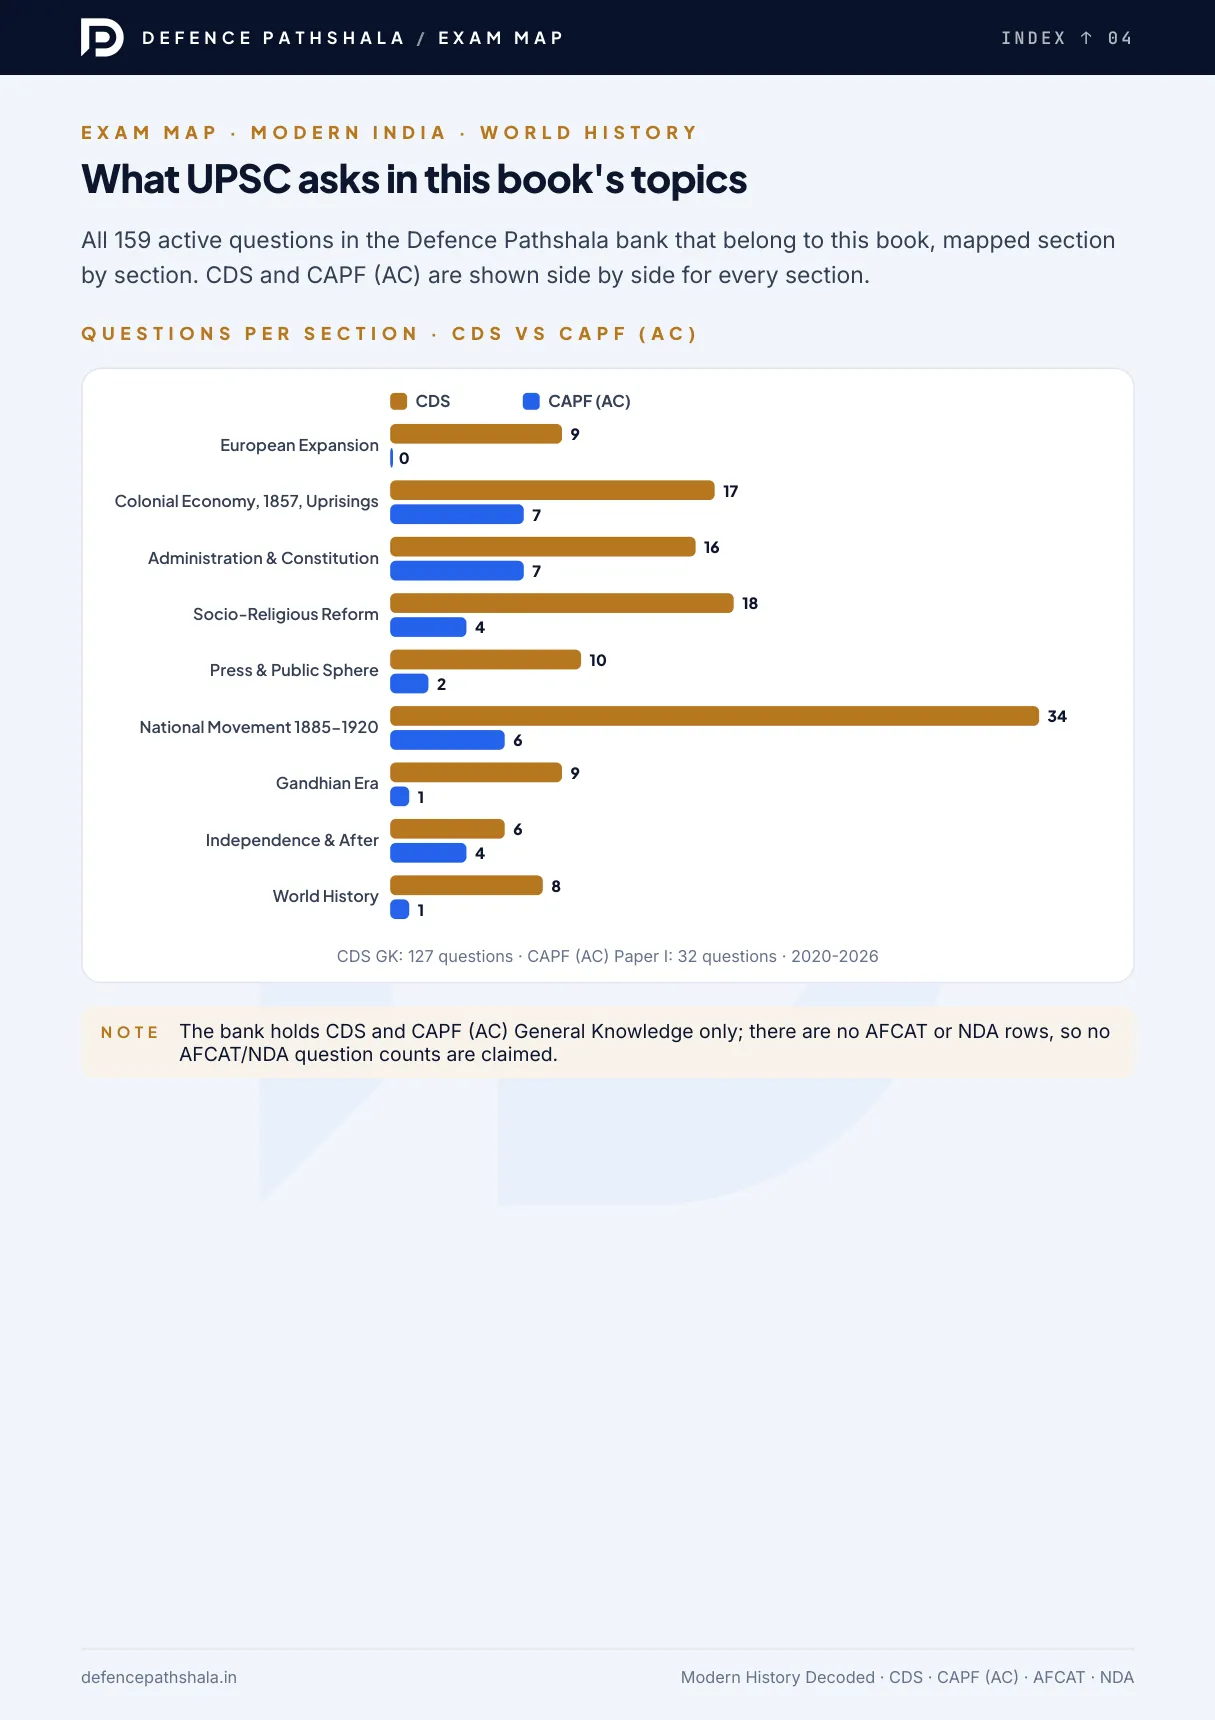 DEFENCE PATHSHALA / EXAM MAP
INDEX ↑ 04
EXAM MAP · MODERN INDIA · WORLD HISTORY
What UPSC asks in this book's topics
All 159 active questions in the Defence Pathshala bank that belong to this book, mapped section
by section. CDS and CAPF (AC) are shown side by side for every section.
QUESTIONS PER SECTION · CDS VS CAPF (AC)
CDS
CAPF (AC)
European Expansion
9
0
Colonial Economy, 1857, Uprisings
17
7
Administration & Constitution
16
7
Socio-Religious Reform
18
4
Press & Public Sphere
10
2
National Movement 1885–1920
34
6
Gandhian Era
9
1
Independence & After
6
4
World History
8
1
CDS GK: 127 questions · CAPF (AC) Paper I: 32 questions · 2020-2026
NOTE
The bank holds CDS and CAPF (AC) General Knowledge only; there are no AFCAT or NDA rows, so no
AFCAT/NDA question counts are claimed.
defencepathshala.in
Modern History Decoded · CDS · CAPF (AC) · AFCAT · NDA